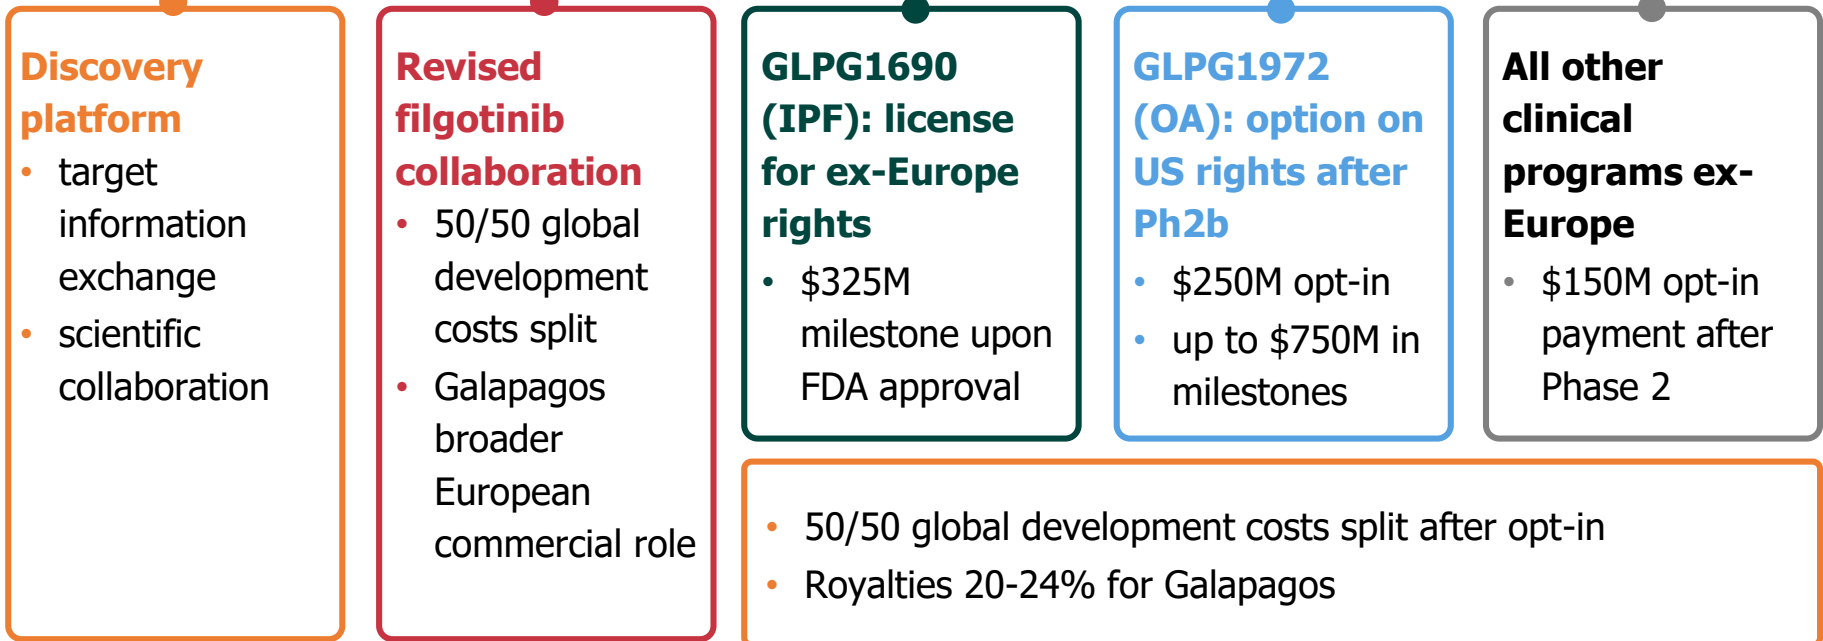 Discovery
platform
• target
information
exchange
• scientific
collaboration
Revised
filgotinib
collaboration
• 50/50 global
development
costs split
• Galapagos
broader
European
commercial role
GLPG1690
(IPF): license
for ex-Europe
rights
• $325M
milestone upon
FDA approval
GLPG1972
(OA): option on
US rights after
Ph2b
• $250M opt-in
• up to $750M in
milestones
All other
clinical
programs ex-
Europe
• $150M opt-in
payment after
Phase 2
• 50/50 global development costs split after opt-in
• Royalties 20-24% for Galapagos